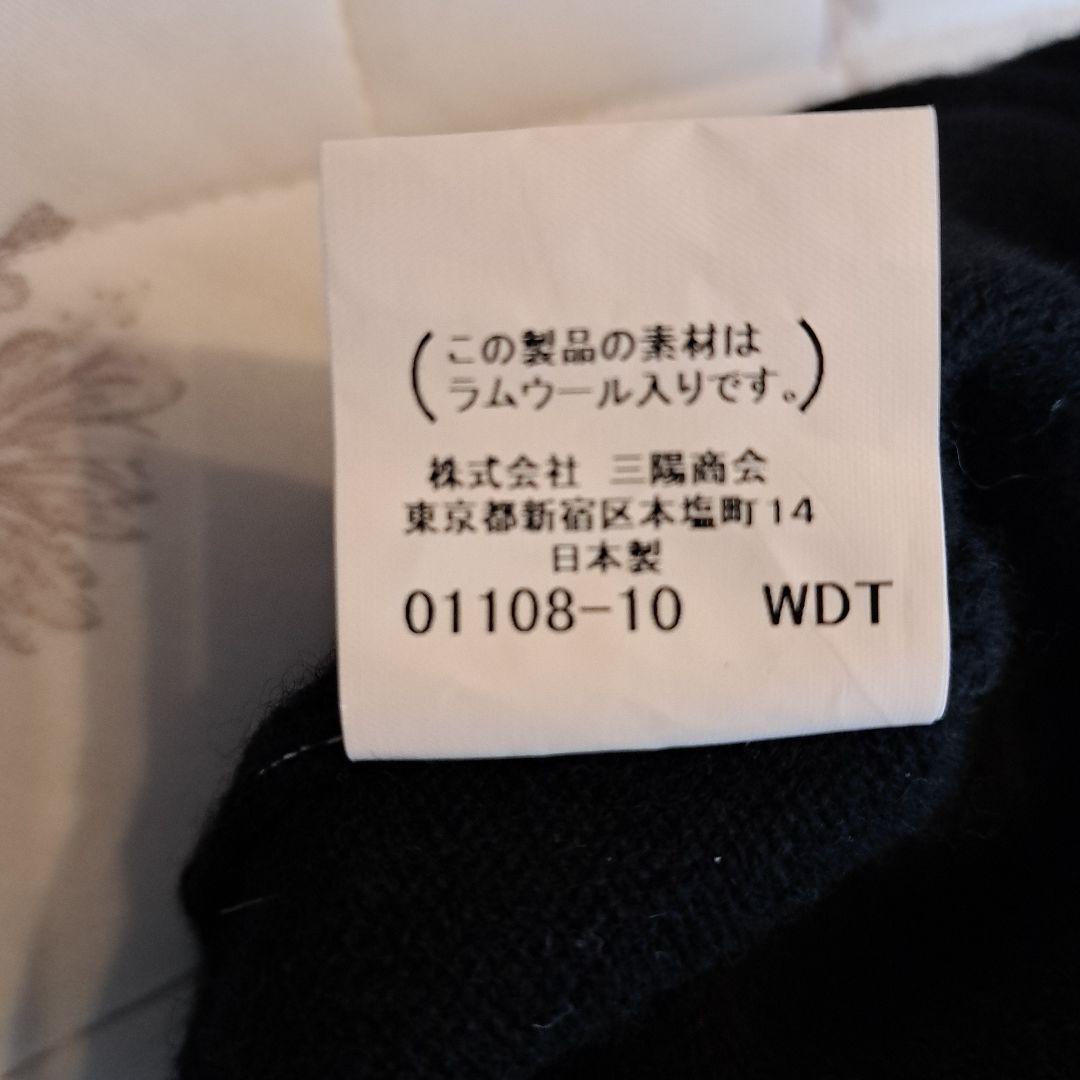 (この製品の素材は
ラムウール入りです。)
株式会社 三陽商会
東京都新宿区本塩町14
日本製
01108-10 WDT